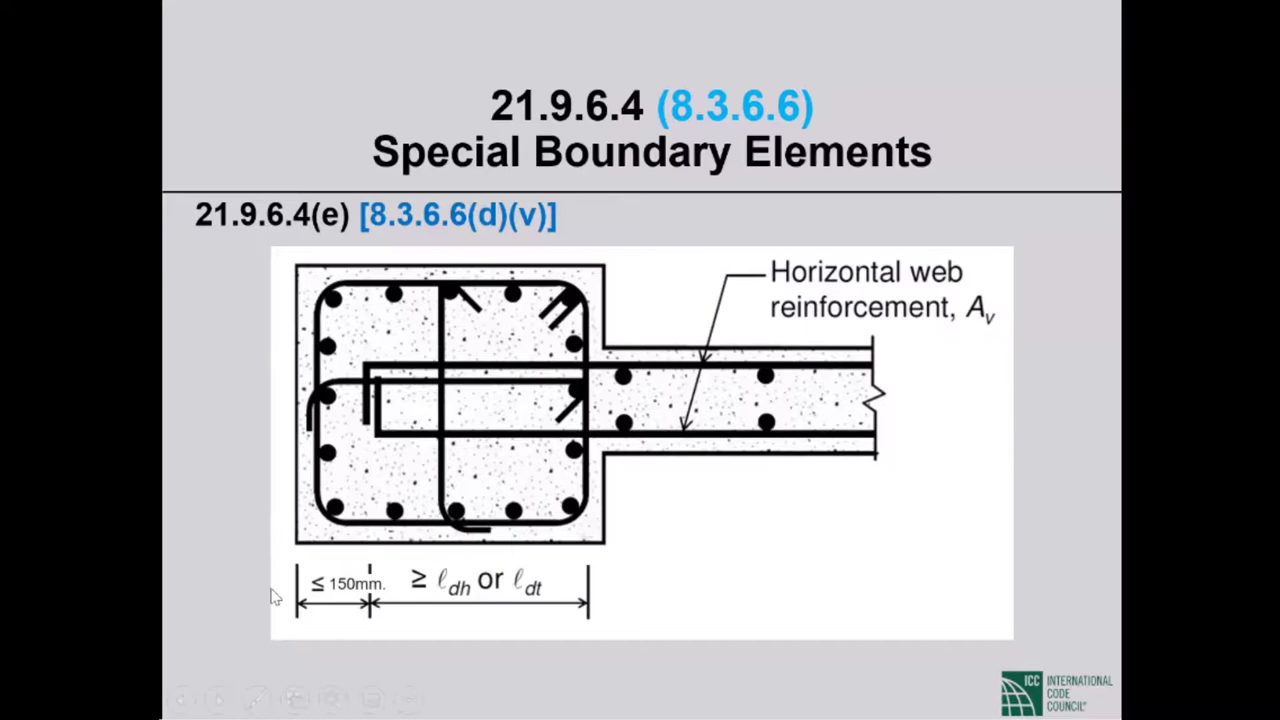 21.9.6.4 (8.3.6.6)
Special Boundary Elements
21.9.6.4(e) [8.3.6.6(d)(v)]
Horizontal web
reinforcement, Av
≤ 150mm. ≥ ℓdh or ℓdt
ICC INTERNATIONAL
CODE
COUNCIL®